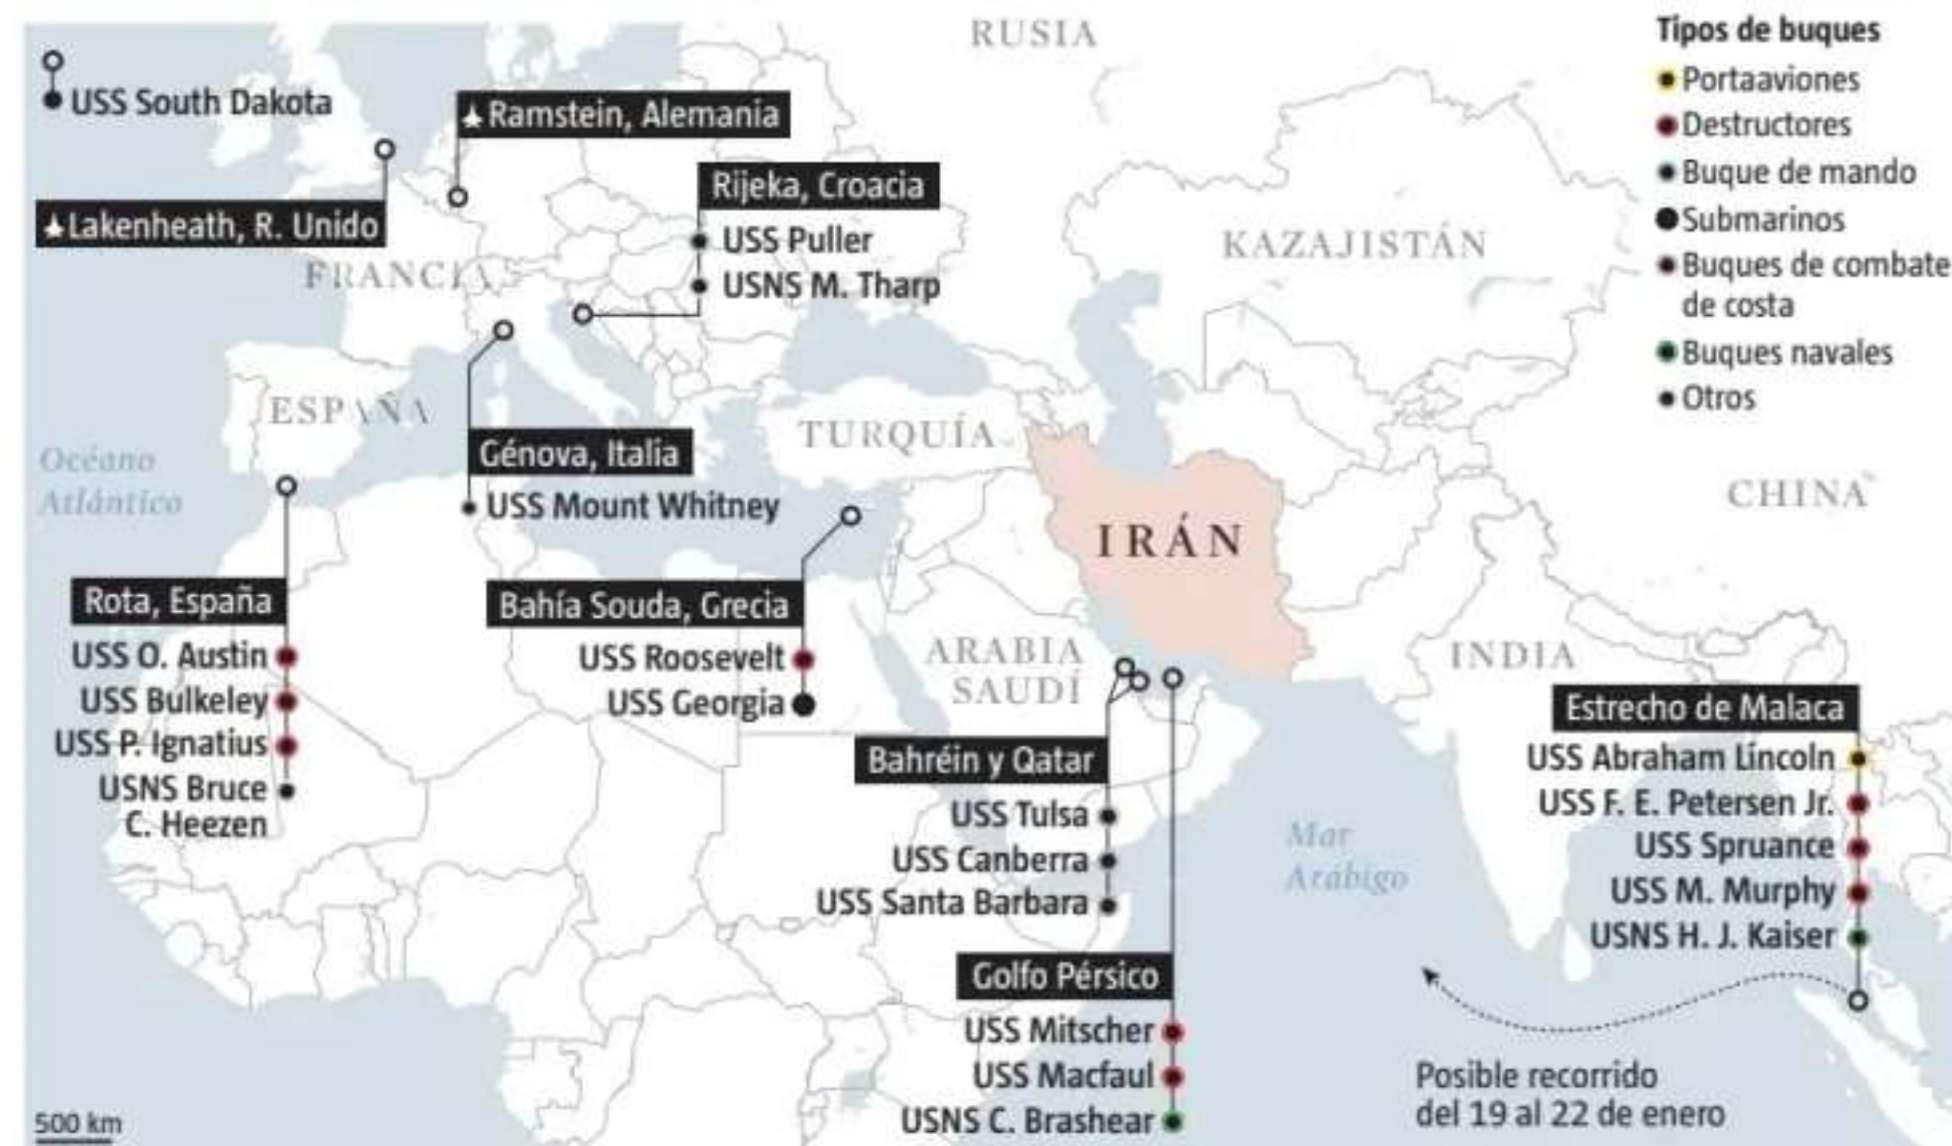 RUSIA
Tipos de buques
Portaaviones
Destructores
Buque de mando
Submarinos
Buques de combate
de costa
Buques navales
Otros
USS South Dakota
Ramstein, Alemania
Lakenheath, R. Unido
Rijeka, Croacia
USS Puller
USNS M. Tharp
FRANCIA
KAZAJISTÁN
ESPAÑA
TURQUÍA
Océano
Atlántico
Génova, Italia
USS Mount Whitney
CHINA
IRÁN
Rota, España
USS O. Austin
USS Bulkeley
USS P. Ignatius
USNS Bruce
C. Heezen
Bahía Souda, Grecia
USS Roosevelt
USS Georgia
ARABIA
SAUDÍ
INDIA
Bahréin y Qatar
USS Tulsa
USS Canberra
USS Santa Barbara
Mar
Arábigo
Estrecho de Malaca
USS Abraham Lincoln
USS F. E. Petersen Jr.
USS Spruance
USS M. Murphy
USNS H. J. Kaiser
Golfo Pérsico
USS Mitscher
USS Macfaul
USNS C. Brashear
Posible recorrido
del 19 al 22 de enero
500 km